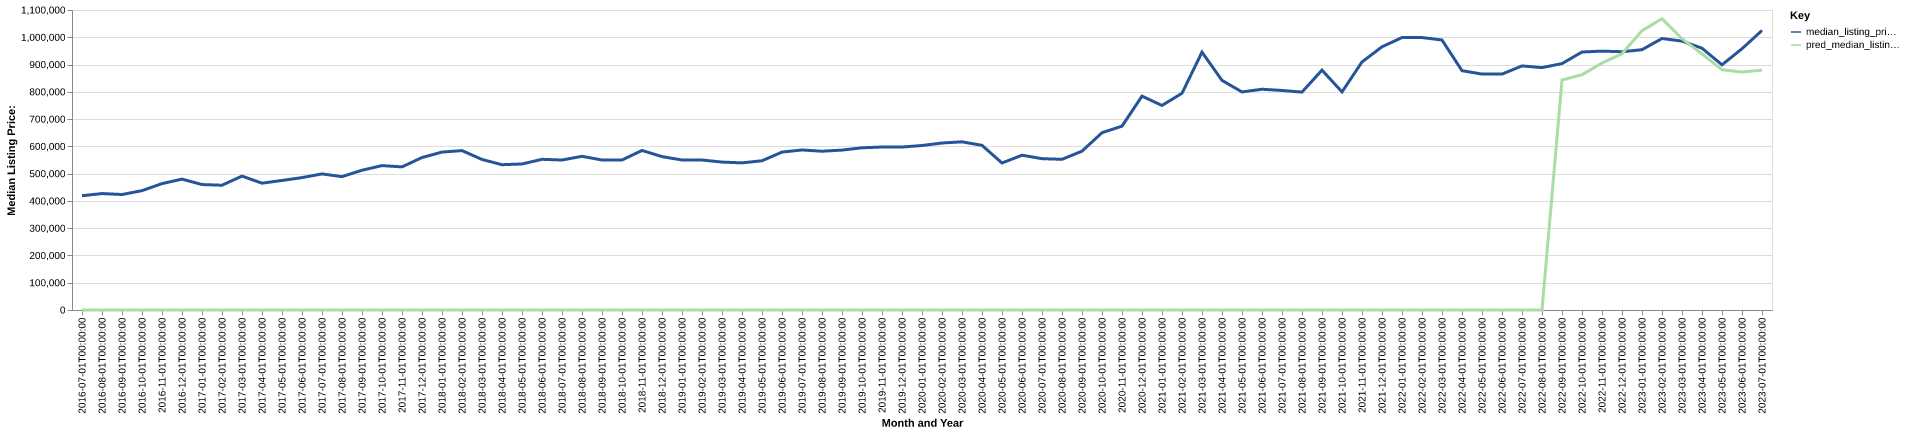 1,100,000
1,000,000
900,000
800,000
700,000
600,000
500,000
400,000
300,000
200,000
100,000
0
Median Listing Price:
2016-07-01T00:00:00
2016-08-01T00:00:00
2016-09-01T00:00:00
2016-10-01T00:00:00
2016-11-01T00:00:00
2016-12-01T00:00:00
2017-01-01T00:00:00
2017-02-01T00:00:00
2017-03-01T00:00:00
2017-04-01T00:00:00
2017-05-01T00:00:00
2017-06-01T00:00:00
2017-07-01T00:00:00
2017-08-01T00:00:00
2017-09-01T00:00:00
2017-10-01T00:00:00
2017-11-01T00:00:00
2017-12-01T00:00:00
2018-01-01T00:00:00
2018-02-01T00:00:00
2018-03-01T00:00:00
2018-04-01T00:00:00
2018-05-01T00:00:00
2018-06-01T00:00:00
2018-07-01T00:00:00
2018-08-01T00:00:00
2018-09-01T00:00:00
2018-10-01T00:00:00
2018-11-01T00:00:00
2018-12-01T00:00:00
2019-01-01T00:00:00
2019-02-01T00:00:00
2019-03-01T00:00:00
2019-04-01T00:00:00
2019-05-01T00:00:00
2019-06-01T00:00:00
2019-07-01T00:00:00
2019-08-01T00:00:00
2019-09-01T00:00:00
2019-10-01T00:00:00
2019-11-01T00:00:00
2019-12-01T00:00:00
2020-01-01T00:00:00
2020-02-01T00:00:00
2020-03-01T00:00:00
2020-04-01T00:00:00
2020-05-01T00:00:00
2020-06-01T00:00:00
2020-07-01T00:00:00
2020-08-01T00:00:00
2020-09-01T00:00:00
2020-10-01T00:00:00
2020-11-01T00:00:00
2020-12-01T00:00:00
2021-01-01T00:00:00
2021-02-01T00:00:00
2021-03-01T00:00:00
2021-04-01T00:00:00
2021-05-01T00:00:00
2021-06-01T00:00:00
2021-07-01T00:00:00
2021-08-01T00:00:00
2021-09-01T00:00:00
2021-10-01T00:00:00
2021-11-01T00:00:00
2021-12-01T00:00:00
2022-01-01T00:00:00
2022-02-01T00:00:00
2022-03-01T00:00:00
2022-04-01T00:00:00
2022-05-01T00:00:00
2022-06-01T00:00:00
2022-07-01T00:00:00
2022-08-01T00:00:00
2022-09-01T00:00:00
2022-10-01T00:00:00
2022-11-01T00:00:00
2022-12-01T00:00:00
2023-01-01T00:00:00
2023-02-01T00:00:00
2023-03-01T00:00:00
2023-04-01T00:00:00
2023-05-01T00:00:00
2023-06-01T00:00:00
2023-07-01T00:00:00
Month and Year
Key
median_listing_pri…
pred_median_listin…